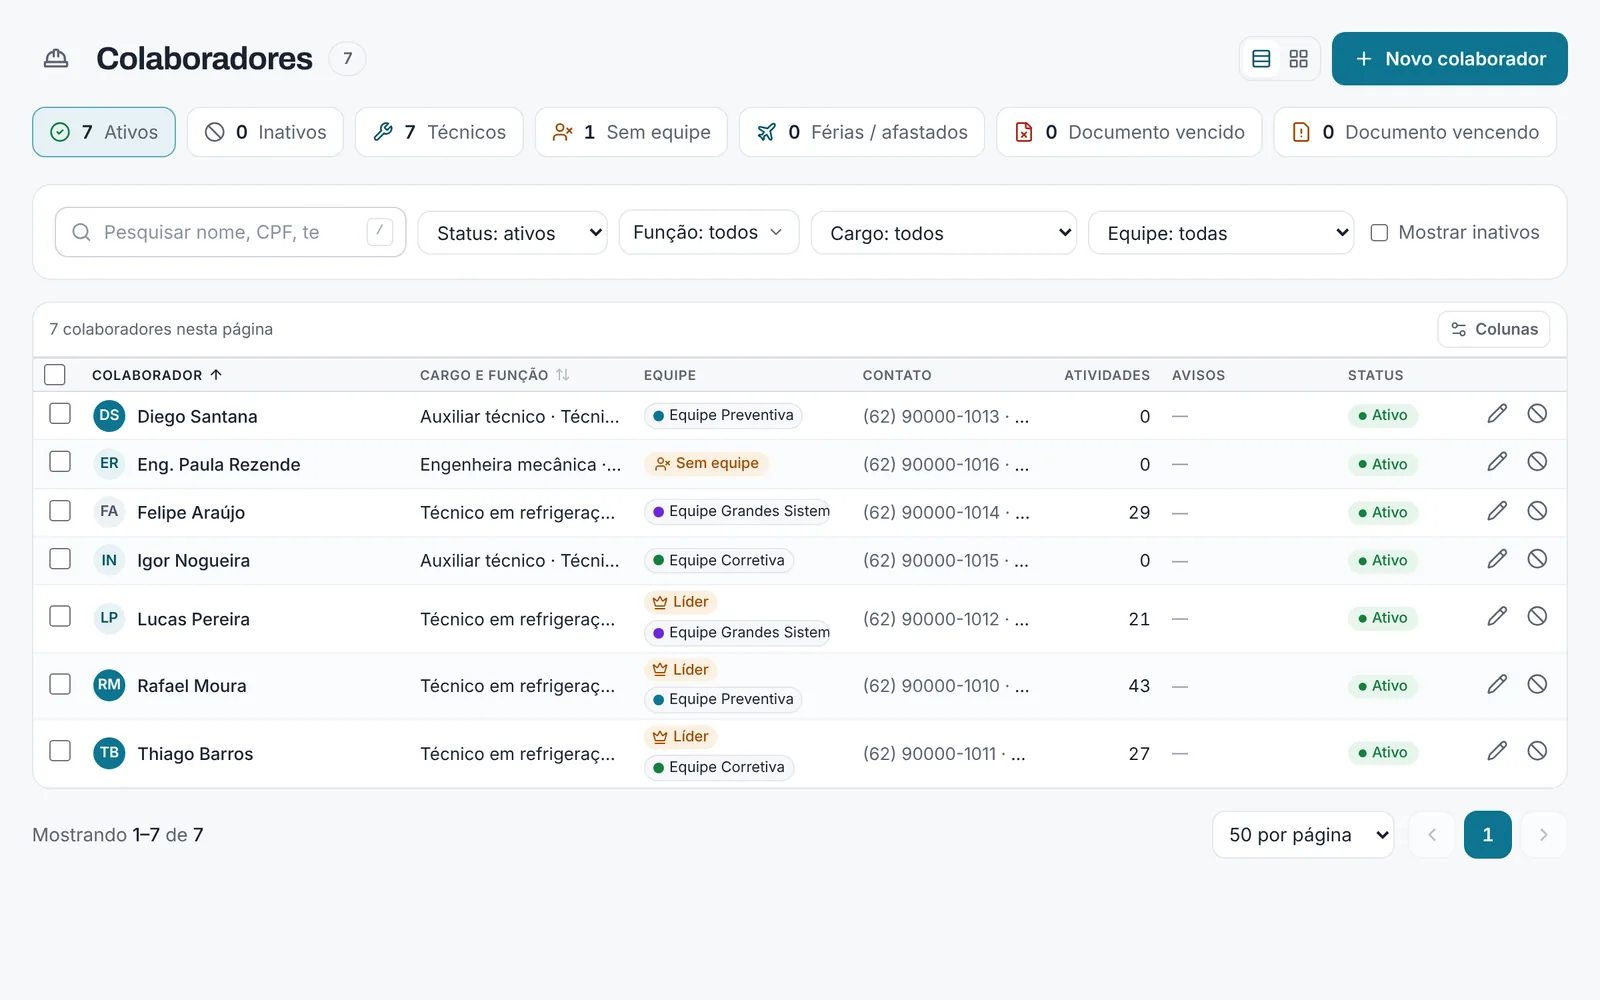 Colaboradores 7
Novo colaborador
7 Ativos
0 Inativos
7 Técnicos
1 Sem equipe
0 Férias / afastados
0 Documento vencido
0 Documento vencendo
Pesquisar nome, CPF, te /
Status: ativos
Função: todos
Cargo: todos
Equipe: todas
Mostrar inativos
7 colaboradores nesta página
Colunas
COLABORADOR CARGO E FUNÇÃO EQUIPE CONTATO ATIVIDADES AVISOS STATUS
DS Diego Santana Auxiliar técnico · Técni... Equipe Preventiva (62) 90000-1013 · ... 0 — Ativo
ER Eng. Paula Rezende Engenheira mecânica ·... Sem equipe (62) 90000-1016 · ... 0 — Ativo
FA Felipe Araújo Técnico em refrigeraç... Equipe Grandes Sistem (62) 90000-1014 · ... 29 — Ativo
IN Igor Nogueira Auxiliar técnico · Técni... Equipe Corretiva (62) 90000-1015 · ... 0 — Ativo
Líder
LP Lucas Pereira Técnico em refrigeraç... Equipe Grandes Sistem (62) 90000-1012 · ... 21 — Ativo
Líder
RM Rafael Moura Técnico em refrigeraç... Equipe Preventiva (62) 90000-1010 · ... 43 — Ativo
Líder
TB Thiago Barros Técnico em refrigeraç... Equipe Corretiva (62) 90000-1011 · ... 27 — Ativo
Mostrando 1–7 de 7
50 por página
1